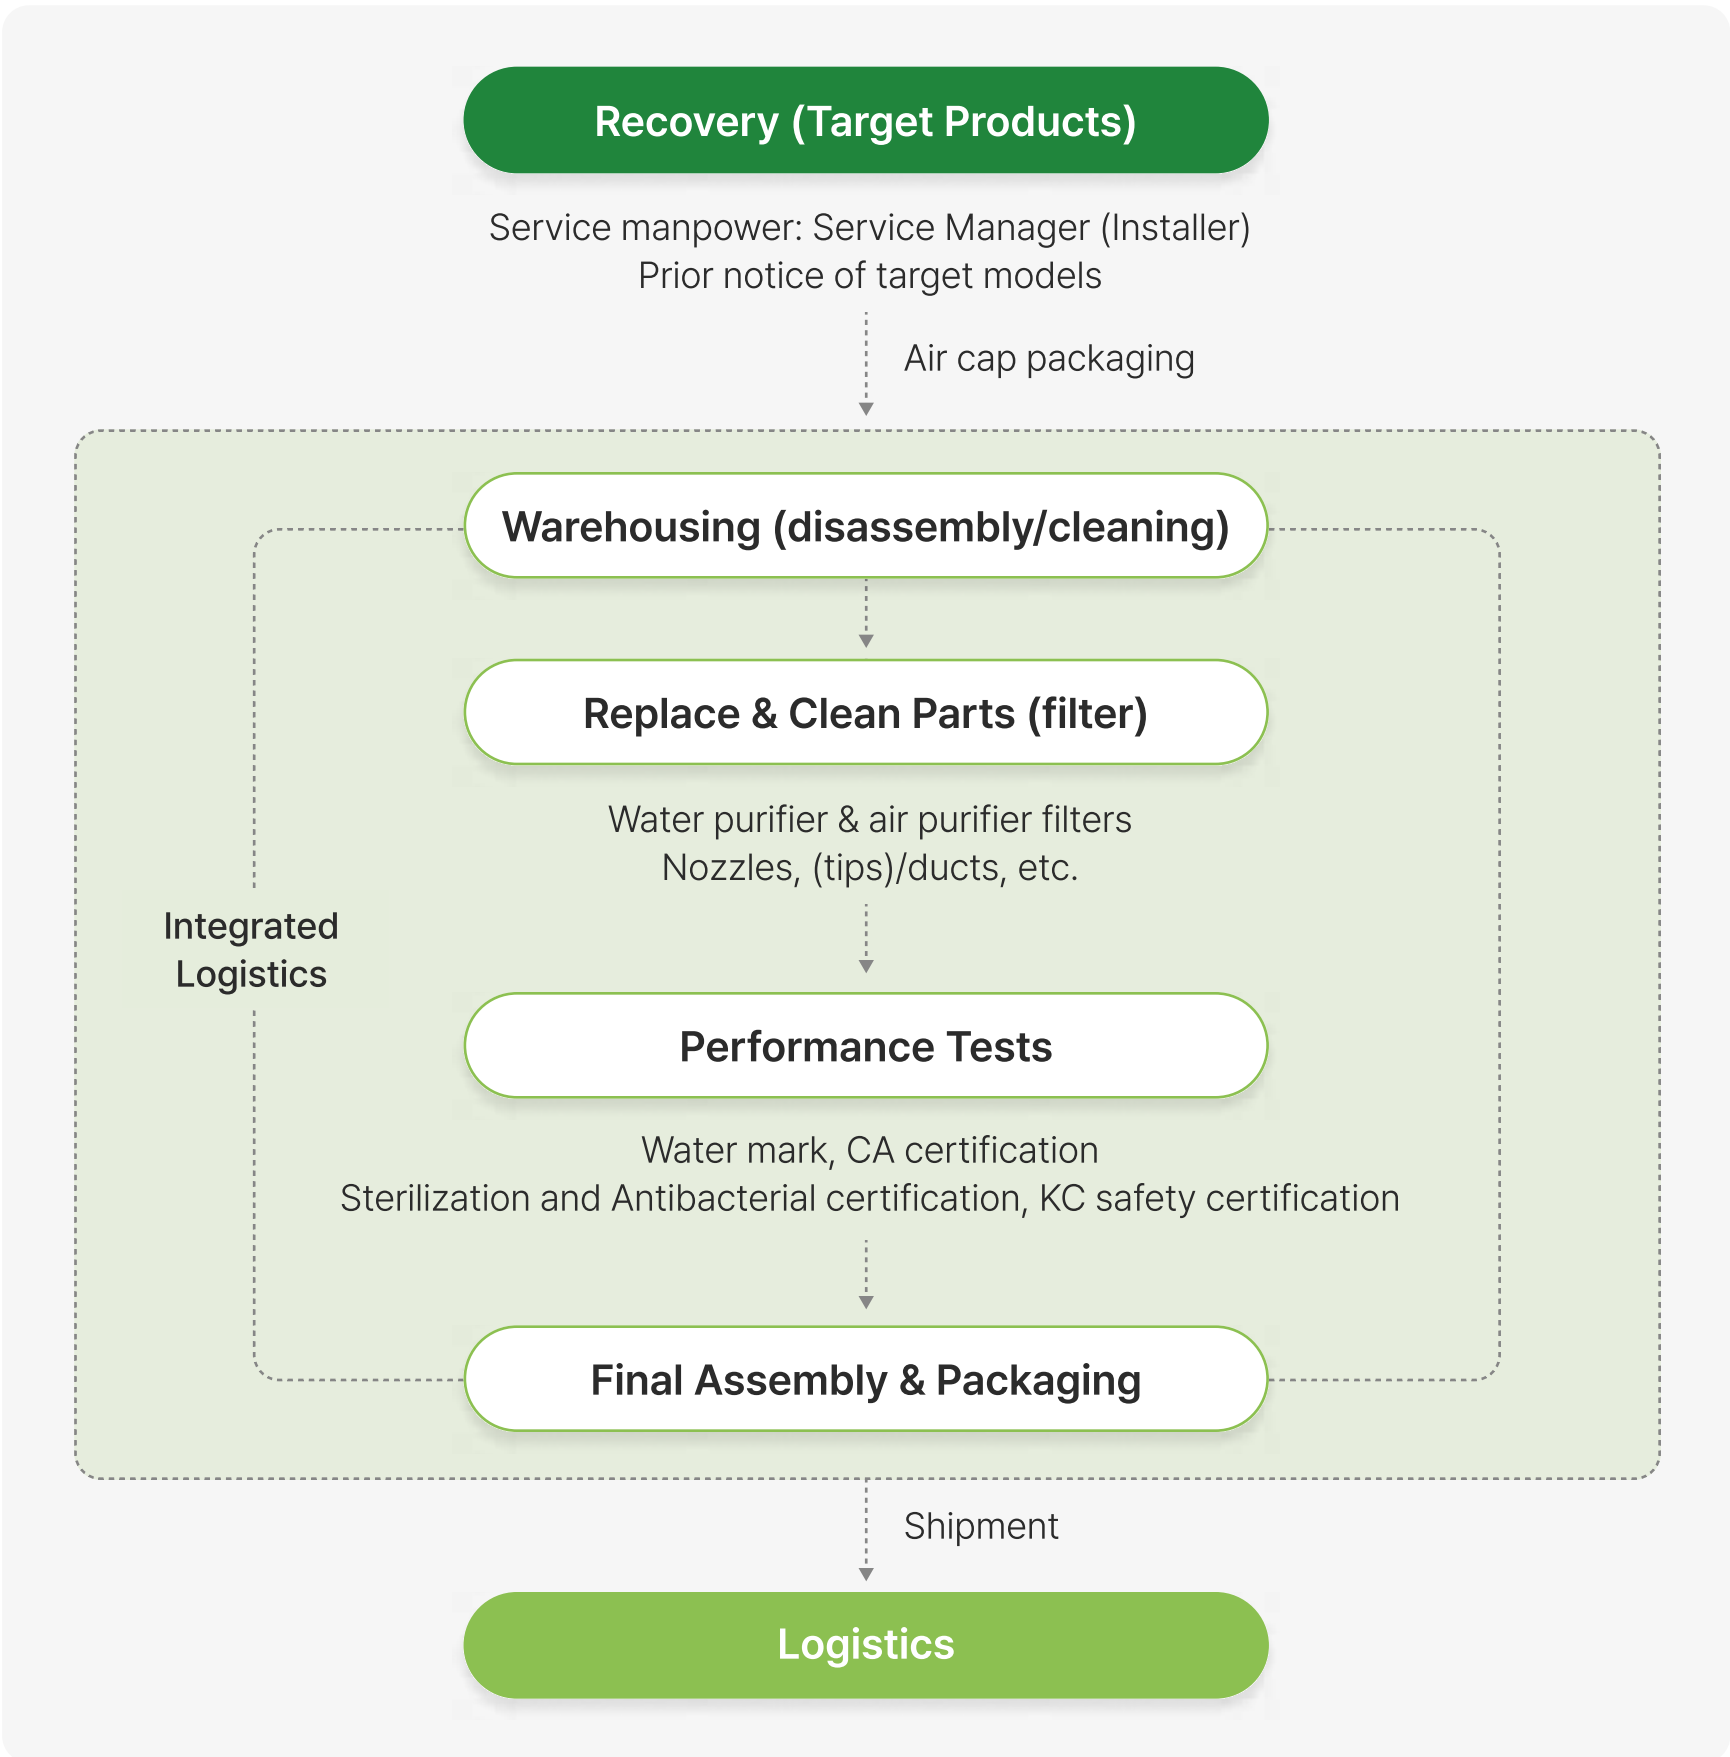 Recovery (Target Products)
Service manpower: Service Manager (Installer)
Prior notice of target models
Air cap packaging
Warehousing (disassembly/cleaning)
Replace & Clean Parts (filter)
Water purifier & air purifier filters
Nozzles, (tips)/ducts, etc.
Integrated
Logistics
Performance Tests
Water mark, CA certification
Sterilization and Antibacterial certification, KC safety certification
Final Assembly & Packaging
Shipment
Logistics